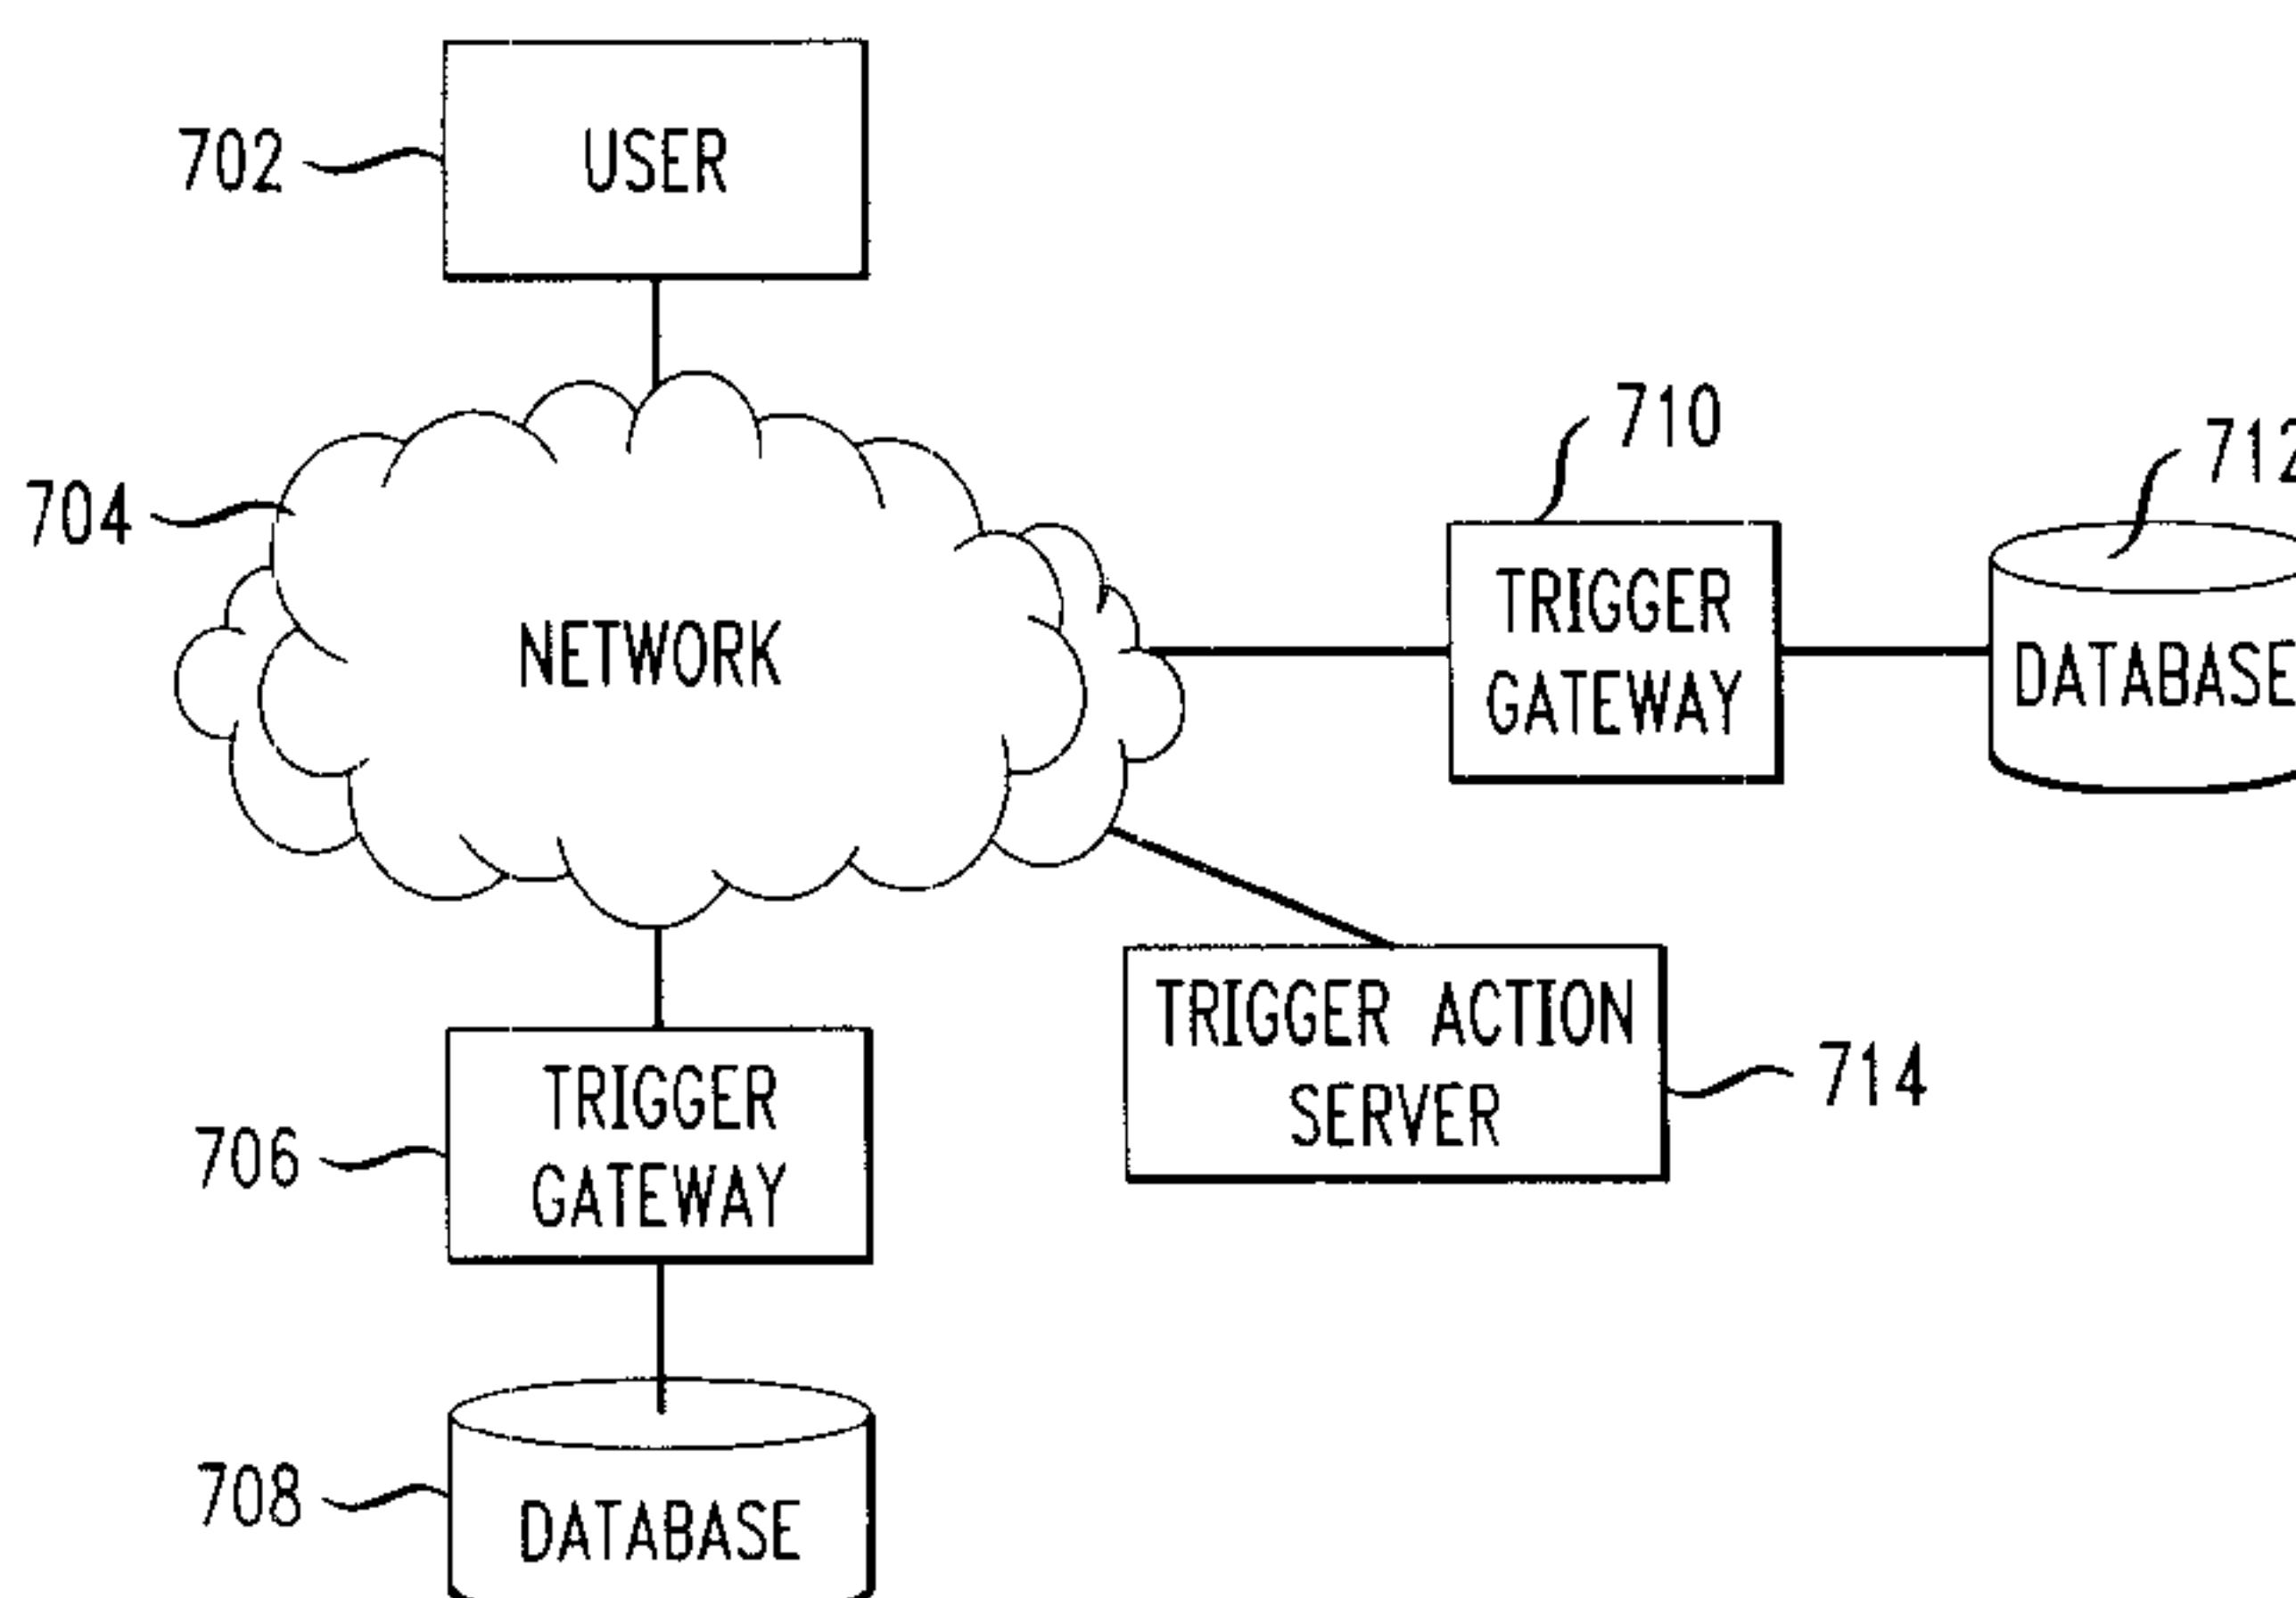 702
USER
704
NETWORK
710
712
TRIGGER
GATEWAY
DATABASE
TRIGGER ACTION
SERVER
714
706
TRIGGER
GATEWAY
708
DATABASE